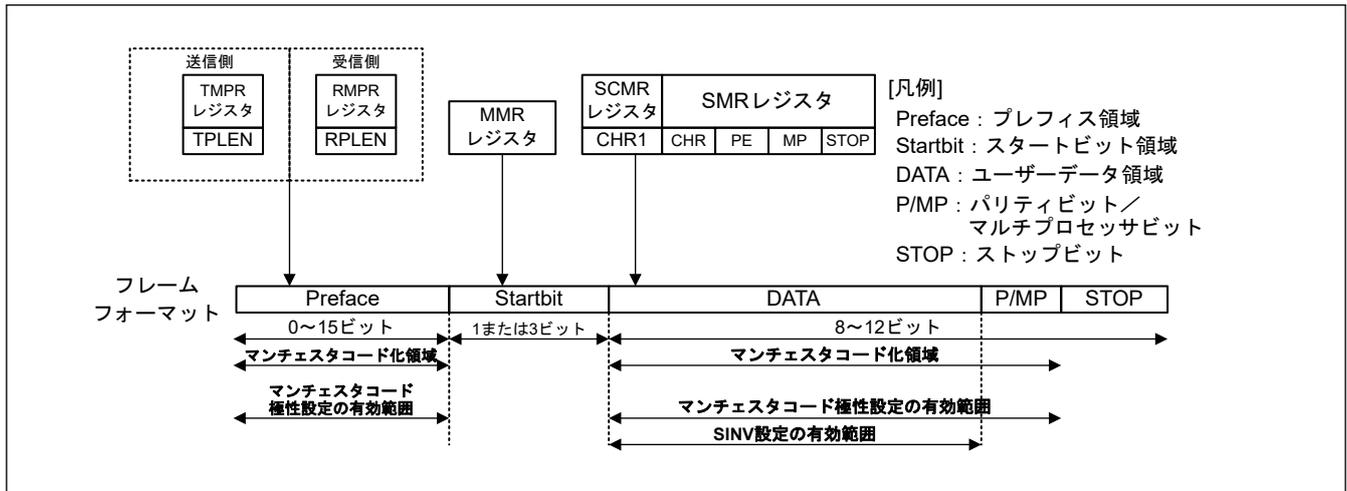 送信側
受信側
TMPR
レジスタ
TPLEN
RMPR
レジスタ
RPLEN
MMR
レジスタ
SCMR
レジスタ
CHR1
SMRレジスタ
CHR PE MP STOP
[凡例]
Preface：プレフィス領域
Startbit：スタートビット領域
DATA：ユーザーデータ領域
P/MP：パリティビット／
マルチプロセッサビット
STOP：ストップビット
フレーム
フォーマット
Preface Startbit DATA P/MP STOP
0～15ビット 1または3ビット 8～12ビット
マンチェスタコード化領域 マンチェスタコード化領域
マンチェスタコード
極性設定の有効範囲
マンチェスタコード極性設定の有効範囲
SINV設定の有効範囲